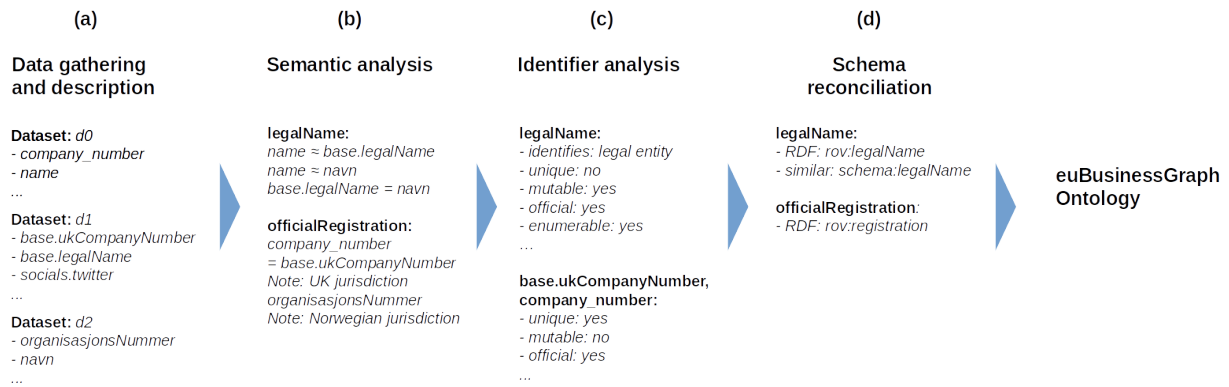 (a)
Data gathering
and description
Dataset: d0
- company_number
- name
...
Dataset: d1
- base.ukCompanyNumber
- base.legalName
- socials.twitter
...
Dataset: d2
- organisasjonsNummer
- navn
...
(b)
Semantic analysis
legalName:
name ≈ base.legalName
name ≈ navn
base.legalName = navn
officialRegistration:
company_number
= base.ukCompanyNumber
Note: UK jurisdiction
organisasjonsNummer
Note: Norwegian jurisdiction
(c)
Identifier analysis
legalName:
- identifies: legal entity
- unique: no
- mutable: yes
- official: yes
- enumerable: yes
...
base.ukCompanyNumber,
company_number:
- unique: yes
- mutable: no
- official: yes
...
(d)
Schema
reconciliation
legalName:
- RDF: rov:legalName
- similar: schema:legalName
officialRegistration:
- RDF: rov:registration
euBusinessGraph
Ontology